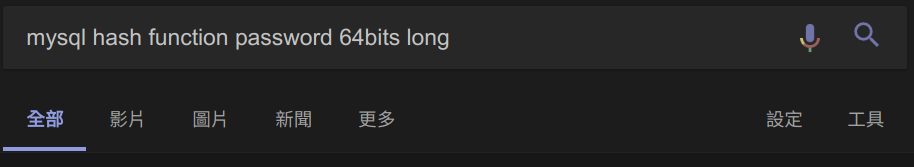 mysql hash function password 64bits long
全部 影片 圖片 新聞 更多 設定 工具